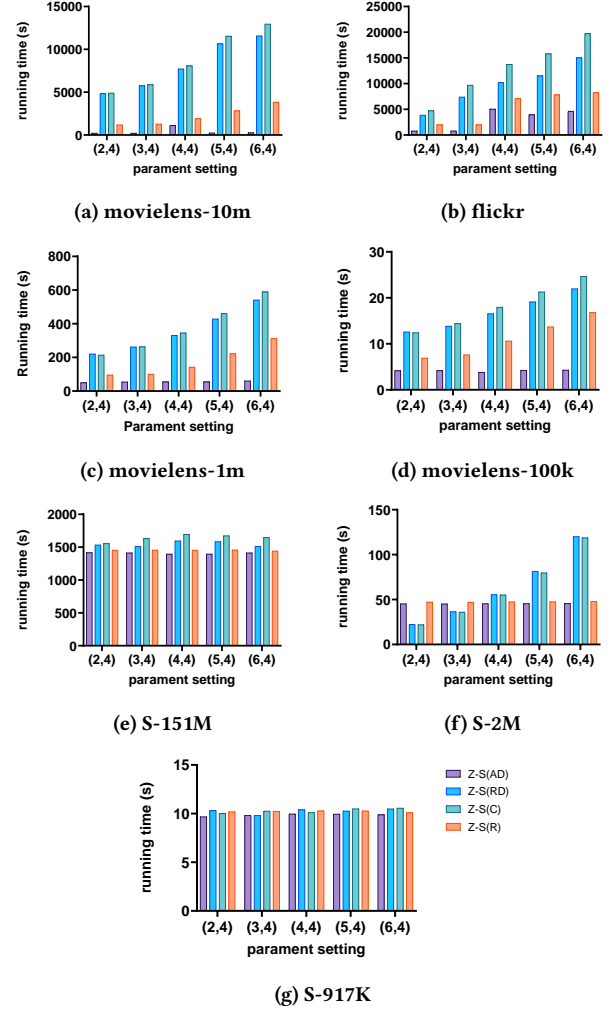 15000
10000
5000
0
running time (s)
(2,4) (3,4) (4,4) (5,4) (6,4)
parament setting
(a) movielens-10m
25000
20000
15000
10000
5000
0
running time (s)
(2,4) (3,4) (4,4) (5,4) (6,4)
parament setting
(b) flickr
800
600
400
200
0
Running time (s)
(2,4) (3,4) (4,4) (5,4) (6,4)
Parament setting
(c) movielens-1m
30
20
10
0
running time (s)
(2,4) (3,4) (4,4) (5,4) (6,4)
parament setting
(d) movielens-100k
2000
1500
1000
500
0
running time (s)
(2,4) (3,4) (4,4) (5,4) (6,4)
parament setting
(e) S-151M
150
100
50
0
running time (s)
(2,4) (3,4) (4,4) (5,4) (6,4)
parament setting
(f) S-2M
15
10
5
0
running time (s)
(2,4) (3,4) (4,4) (5,4) (6,4)
parament setting
Z-S(AD)
Z-S(RD)
Z-S(C)
Z-S(R)
(g) S-917K